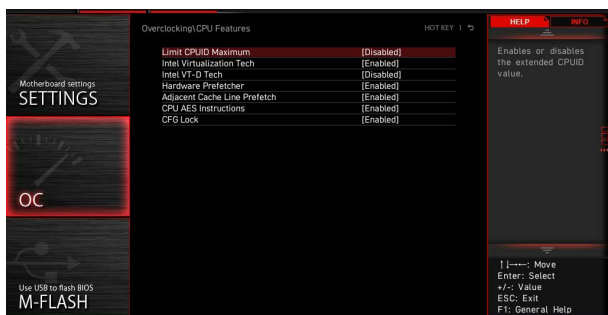 Overclocking\CPU Features
HOT KEY | ↰
HELP
INFO
Limit CPUID Maximum [Disabled]
Intel Virtualization Tech [Enabled]
Intel VT-D Tech [Disabled]
Hardware Prefetcher [Enabled]
Adjacent Cache Line Prefetch [Enabled]
CPU AES Instructions [Enabled]
CFG Lock [Enabled]
Enables or disables
the extended CPUID
value.
Motherboard settings
SETTINGS
OC
Use USB to flash BIOS
M-FLASH
↑↓→←: Move
Enter: Select
+/-: Value
ESC: Exit
F1: General Help